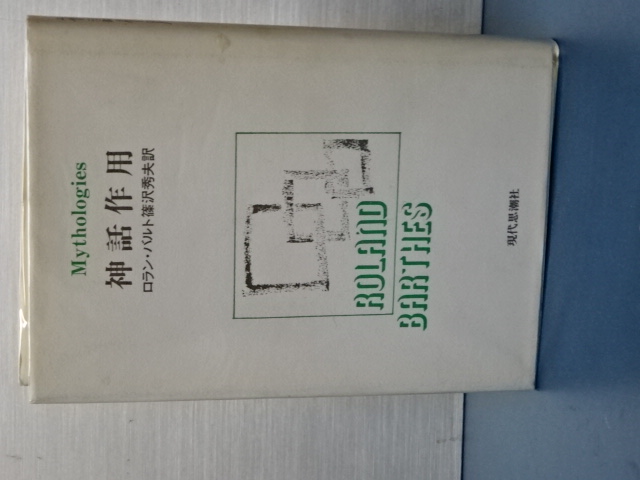 Mythologies
神話作用
ロラン・バルト 篠沢秀夫訳
ROLAND
BARTHES
現代思潮社